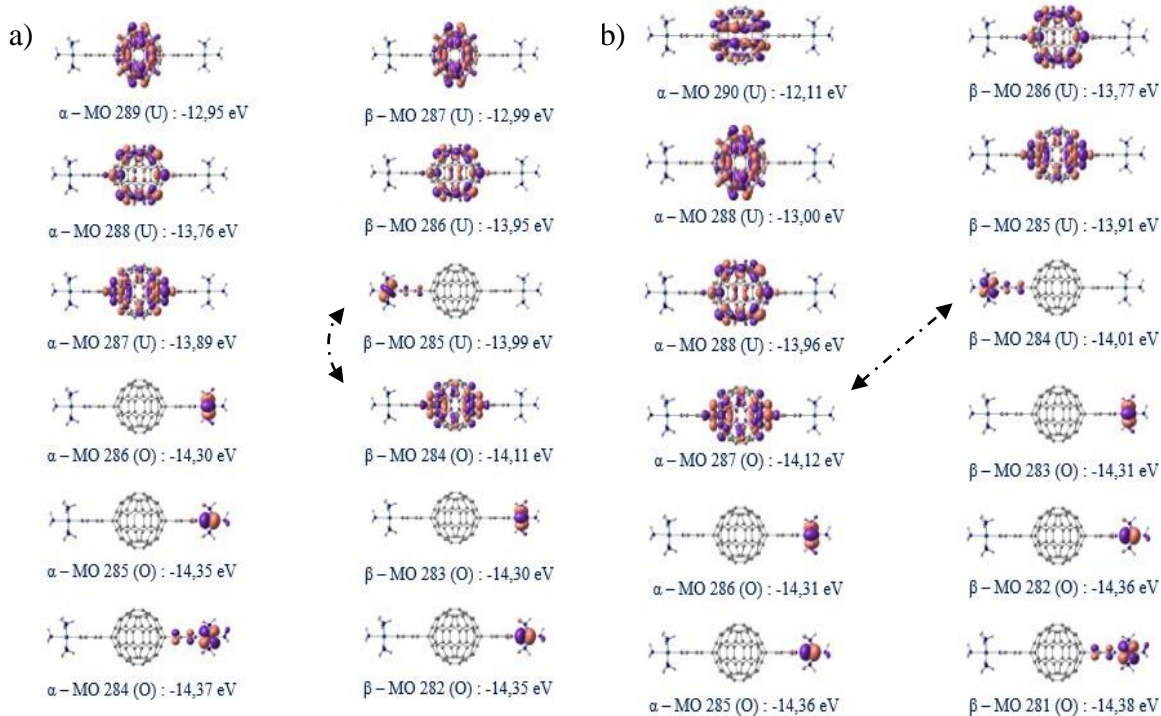 a)
α – MO 289 (U) : -12,95 eV
β – MO 287 (U) : -12,99 eV
α – MO 288 (U) : -13,76 eV
β – MO 286 (U) : -13,95 eV
α – MO 287 (U) : -13,89 eV
β – MO 285 (U) : -13,99 eV
α – MO 286 (O) : -14,30 eV
β – MO 284 (O) : -14,11 eV
α – MO 285 (O) : -14,35 eV
β – MO 283 (O) : -14,30 eV
α – MO 284 (O) : -14,37 eV
β – MO 282 (O) : -14,35 eV
b)
α – MO 290 (U) : -12,11 eV
β – MO 286 (U) : -13,77 eV
α – MO 288 (U) : -13,00 eV
β – MO 285 (U) : -13,91 eV
α – MO 288 (U) : -13,96 eV
β – MO 284 (U) : -14,01 eV
α – MO 287 (O) : -14,12 eV
β – MO 283 (O) : -14,31 eV
α – MO 286 (O) : -14,31 eV
β – MO 282 (O) : -14,36 eV
α – MO 285 (O) : -14,36 eV
β – MO 281 (O) : -14,38 eV